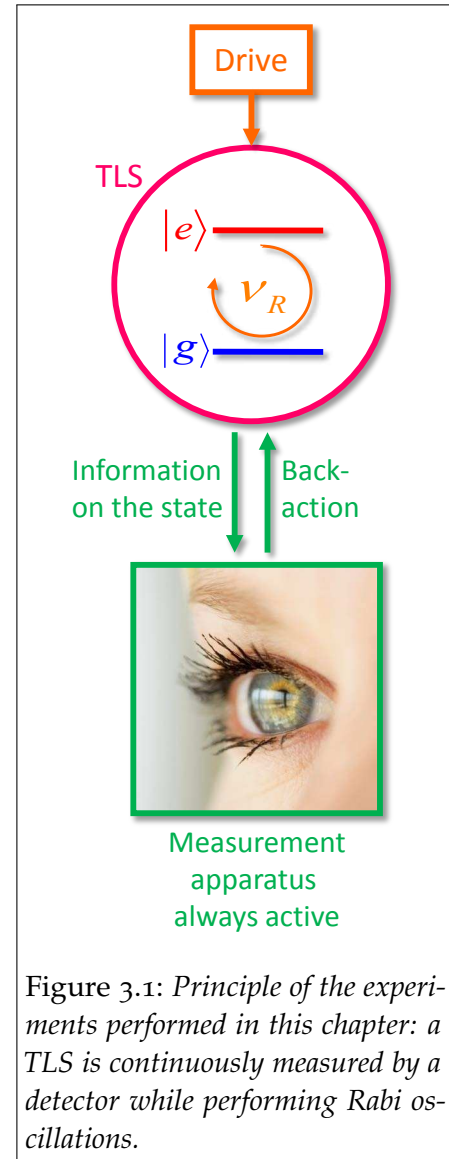 Drive
TLS
|e⟩
ν_R
|g⟩
Information
on the state
Back-
action
Measurement
apparatus
always active
Figure 3.1: Principle of the experi-
ments performed in this chapter: a
TLS is continuously measured by a
detector while performing Rabi os-
cillations.